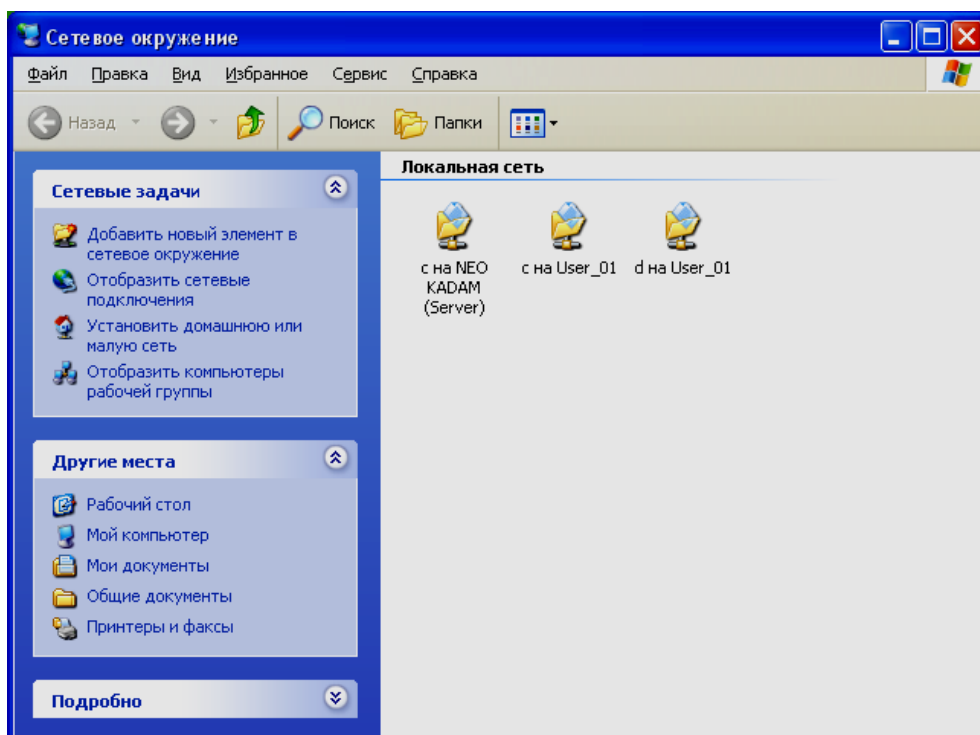 Сетевое окружение
Файл Правка Вид Избранное Сервис Справка
Назад Поиск Папки
Сетевые задачи
Добавить новый элемент в
сетевое окружение
Отобразить сетевые
подключения
Установить домашнюю или
малую сеть
Отобразить компьютеры
рабочей группы
Другие места
Рабочий стол
Мой компьютер
Мои документы
Общие документы
Принтеры и факсы
Подробно
Локальная сеть
с на NEO
KADAM
(Server)
с на User_01
d на User_01